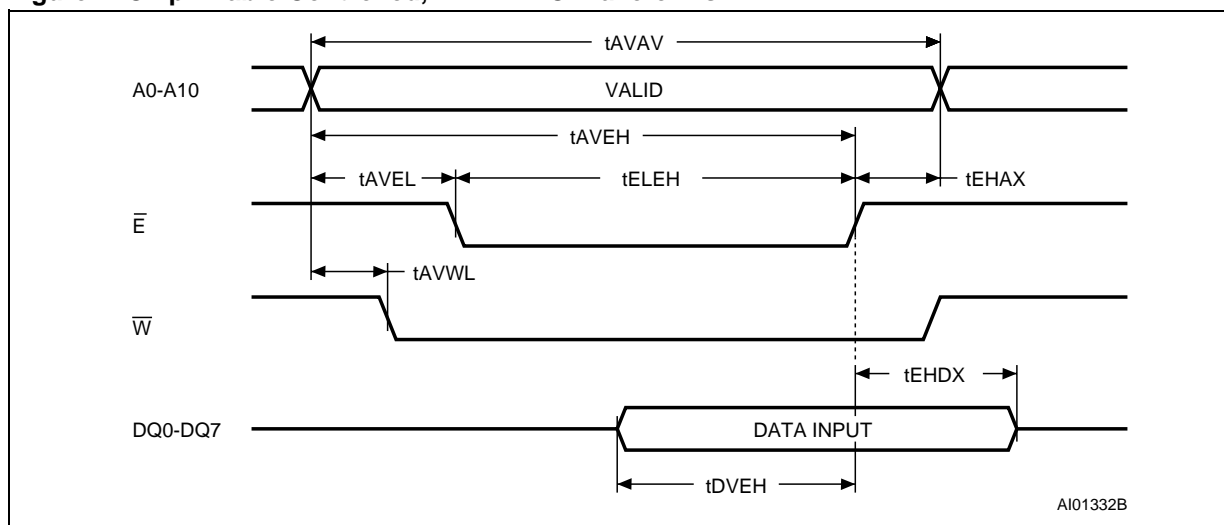 tAVAV
A0-A10
VALID
tAVEH
tAVEL
tELEH
tEHAX
E
tAVWL
W
tEHDX
DQ0-DQ7
DATA INPUT
tDVEH
AI01332B